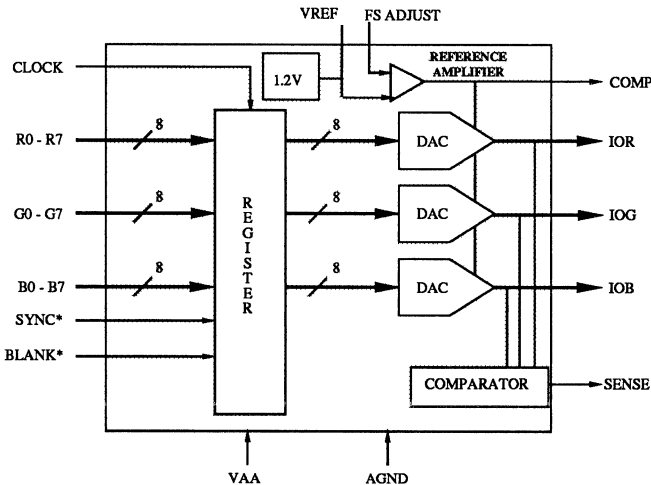 VREF
FS ADJUST
CLOCK
1.2V
REFERENCE
AMPLIFIER
COMP
R0 - R7
8
8
DAC
IOR
G0 - G7
8
8
DAC
IOG
REGISTER
B0 - B7
8
8
DAC
IOB
SYNC*
BLANK*
COMPARATOR
SENSE
VAA
AGND